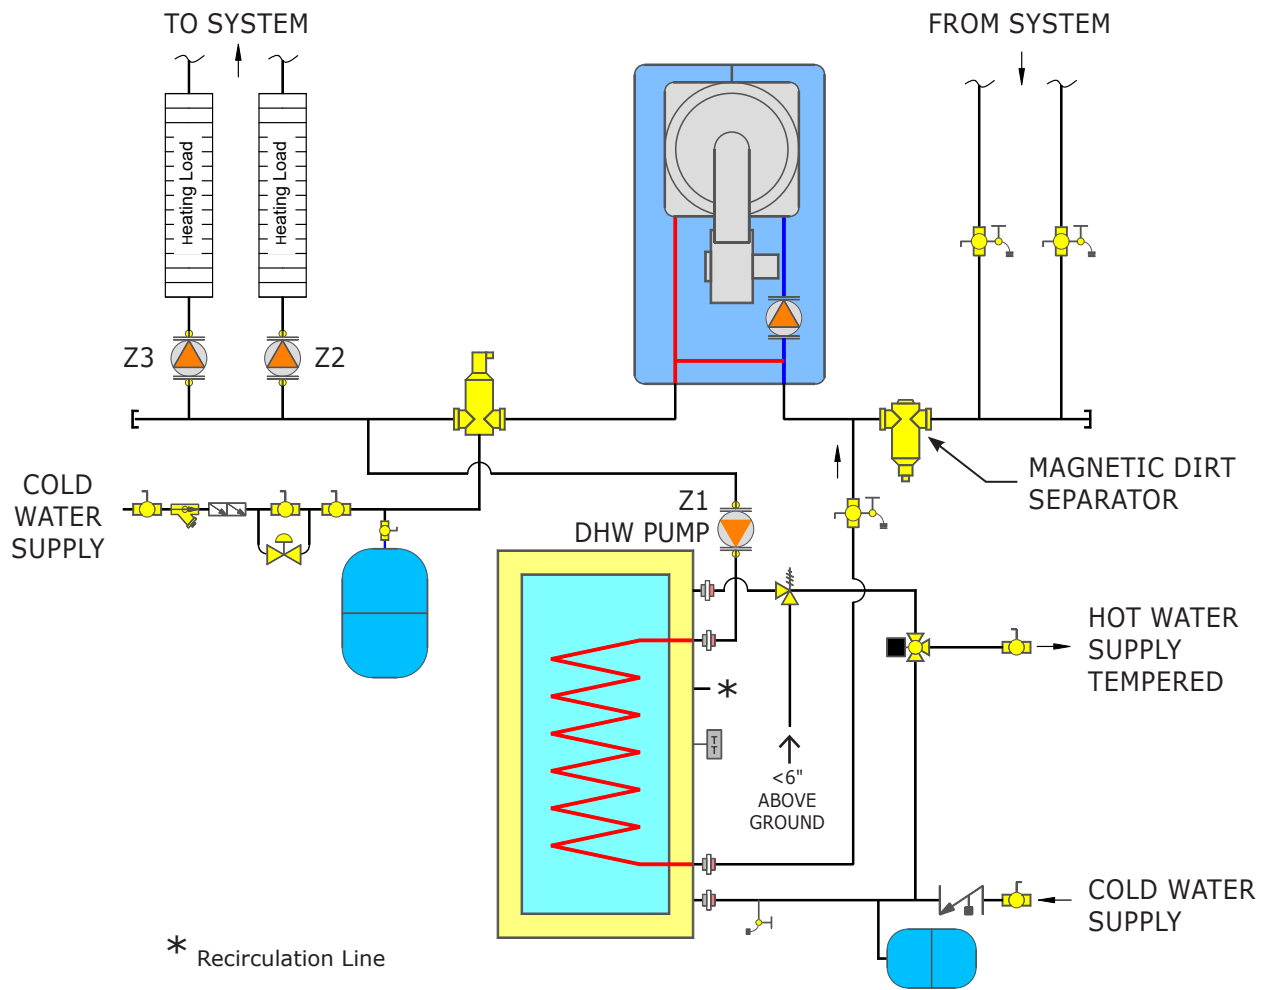 TO SYSTEM
FROM SYSTEM
Heating Load
Heating Load
Z3
Z2
MAGNETIC DIRT
SEPARATOR
COLD
WATER
SUPPLY
Z1
DHW PUMP
HOT WATER
SUPPLY
TEMPERED
*
TT
<6"
ABOVE
GROUND
COLD WATER
SUPPLY
* Recirculation Line